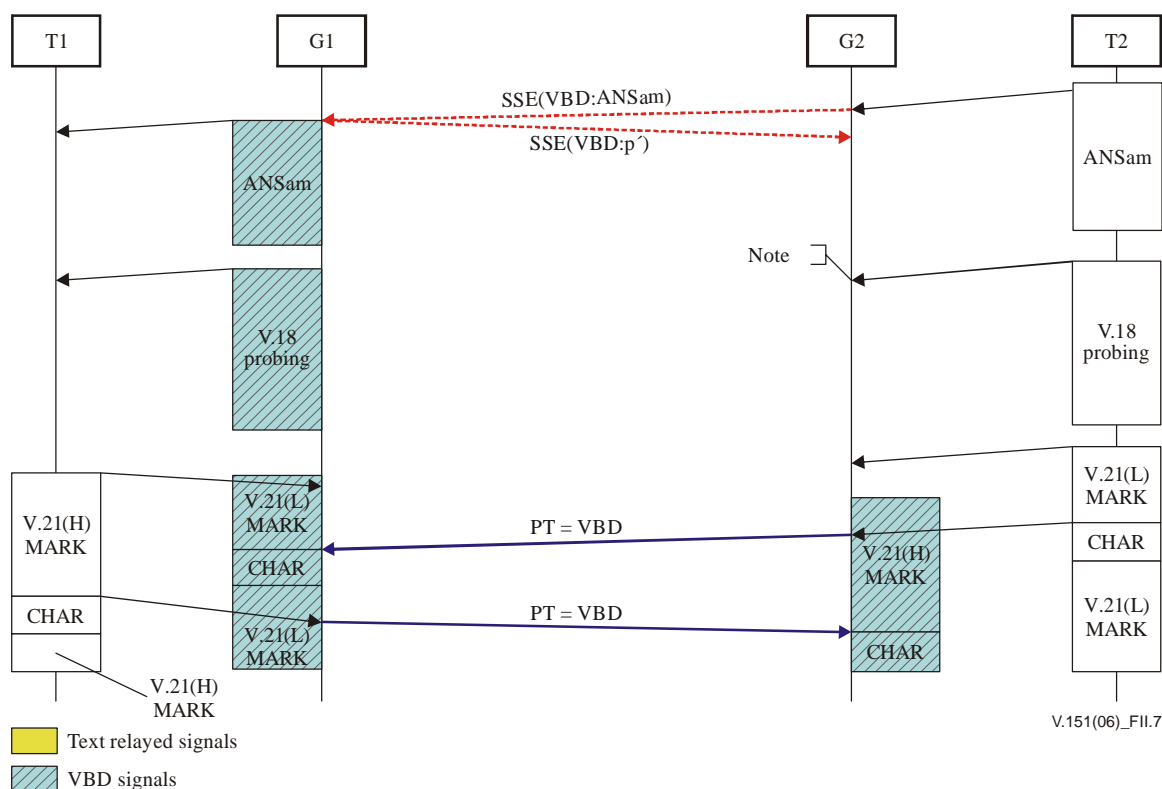 T1
G1
G2
T2
SSE(VBD:ANSam)
SSE(VBD:p´)
ANSam
ANSam
Note
V.18
probing
V.18
probing
V.21(H)
MARK
V.21(L)
MARK
V.21(L)
MARK
PT = VBD
V.21(H)
MARK
CHAR
CHAR
CHAR
PT = VBD
V.21(L)
MARK
V.21(L)
MARK
CHAR
V.21(H)
MARK
V.151(06)_FII.7
Text relayed signals
VBD signals